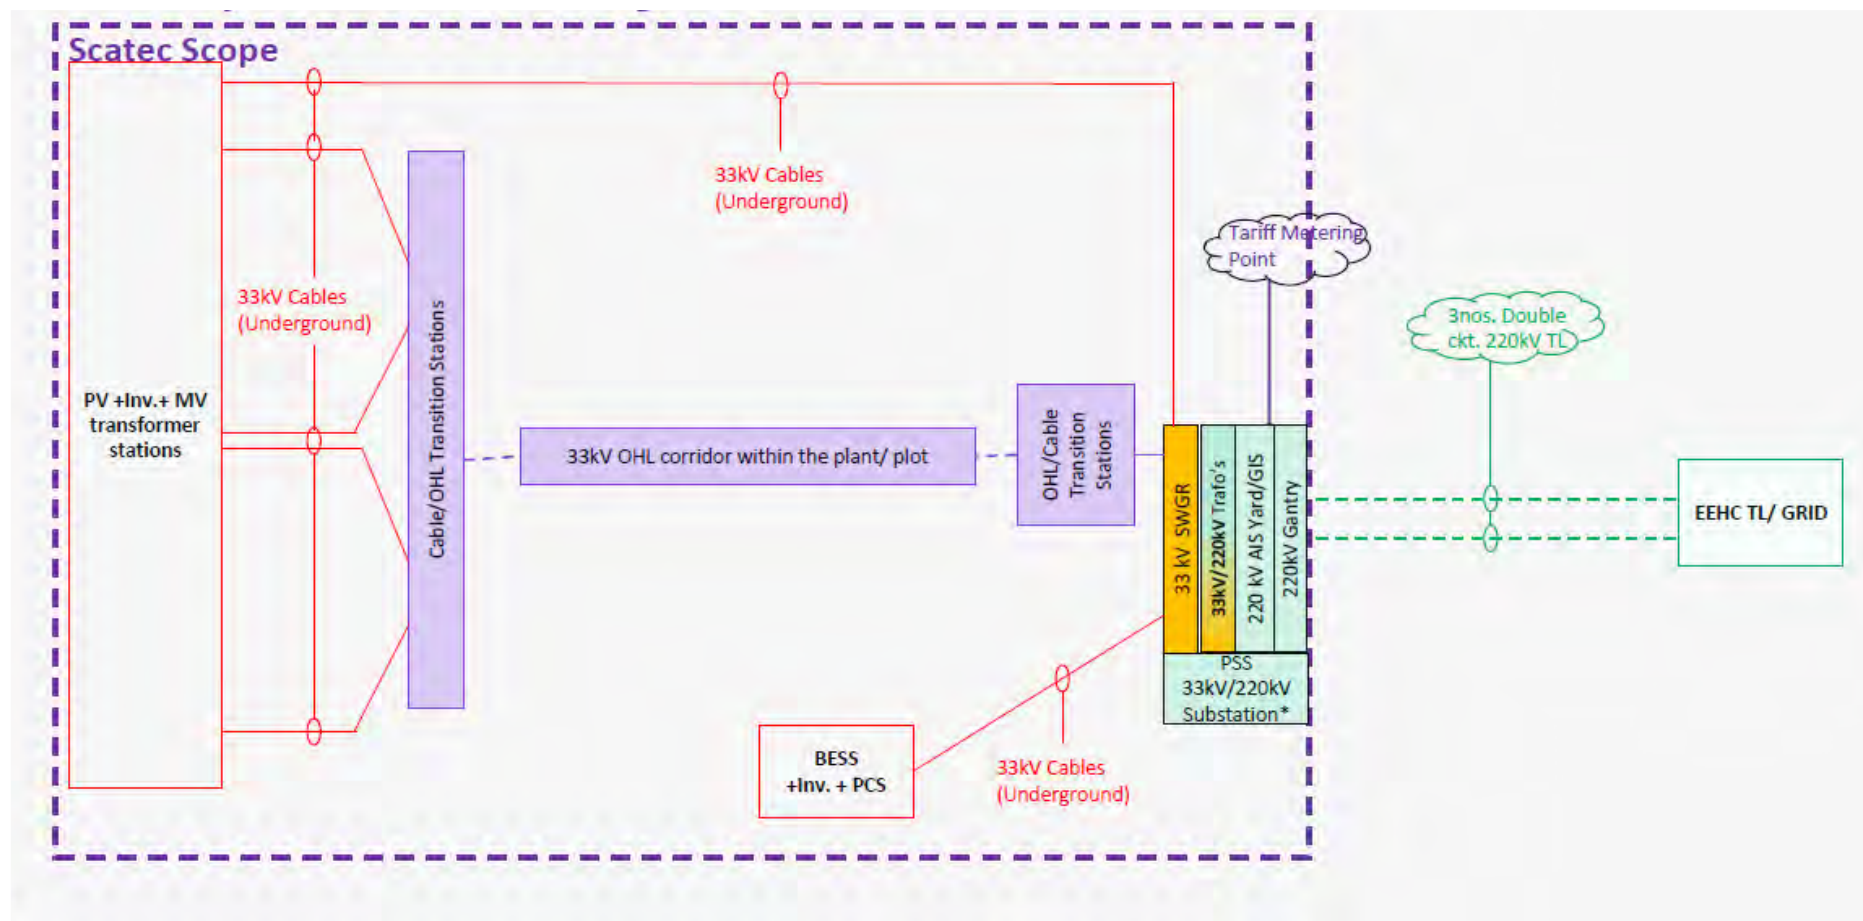 Scatec Scope
33kV Cables
(Underground)
Tariff Metering
Point
33kV Cables
(Underground)
3nos. Double
ckt. 220kV TL
PV +Inv.+ MV
transformer
stations
Cable/OHL Transition Stations
33kV OHL corridor within the plant/ plot
OHL/Cable
Transition
Stations
33 kV SWGR
33kV/220kV Trafo's
220 kV AIS Yard/GIS
220kV Gantry
EEHC TL/ GRID
PSS
33kV/220kV
Substation*
BESS
+Inv. + PCS
33kV Cables
(Underground)